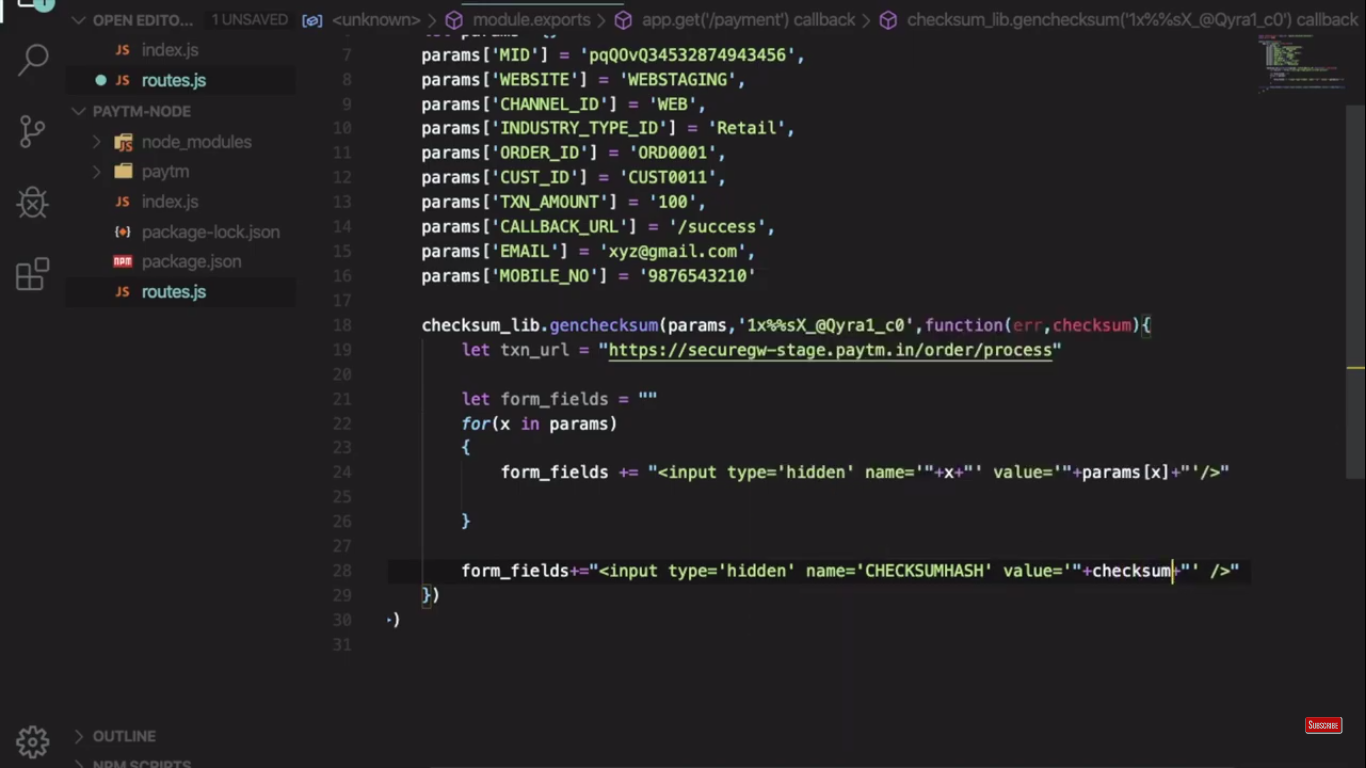 OPEN EDITO... 1 UNSAVED
index.js
routes.js
PAYTM-NODE
node_modules
paytm
index.js
package-lock.json
package.json
routes.js
OUTLINE
NPM SCRIPTS
<unknown> > module.exports > app.get('/payment') callback > checksum_lib.genchecksum('1x%%sX_@Qyra1_c0') callback
let params = {}
7 params['MID'] = 'pqQOvQ34532874943456',
8 params['WEBSITE'] = 'WEBSTAGING',
9 params['CHANNEL_ID'] = 'WEB',
10 params['INDUSTRY_TYPE_ID'] = 'Retail',
11 params['ORDER_ID'] = 'ORD0001',
12 params['CUST_ID'] = 'CUST0011',
13 params['TXN_AMOUNT'] = '100',
14 params['CALLBACK_URL'] = '/success',
15 params['EMAIL'] = 'xyz@gmail.com',
16 params['MOBILE_NO'] = '9876543210'
17
18 checksum_lib.genchecksum(params,'1x%%sX_@Qyra1_c0',function(err,checksum){
19 let txn_url = "https://securegw-stage.paytm.in/order/process"
20
21 let form_fields = ""
22 for(x in params)
23 {
24 form_fields += "<input type='hidden' name='"+x+"' value='"+params[x]+"'/>"
25
26 }
27
28 form_fields+="<input type='hidden' name='CHECKSUMHASH' value='"+checksum+"' />"
29 })
30 )
31
SUBSCRIBE